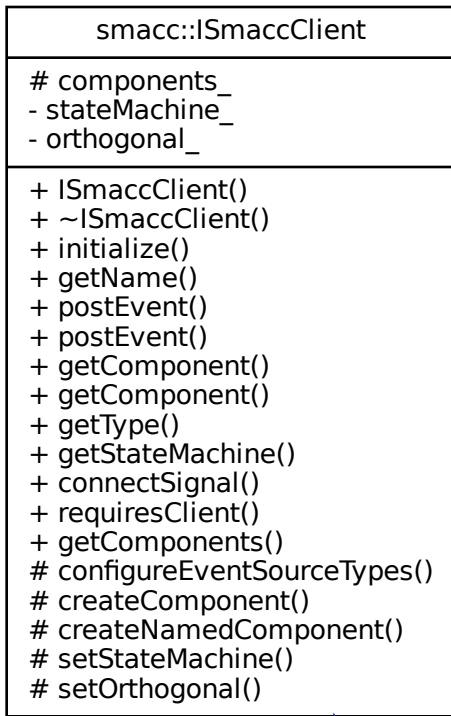 smacc::ISmaccClient
# components_
- stateMachine_
- orthogonal_
+ ISmaccClient()
+ ~ISmaccClient()
+ initialize()
+ getName()
+ postEvent()
+ postEvent()
+ getComponent()
+ getComponent()
+ getType()
+ getStateMachine()
+ connectSignal()
+ requiresClient()
+ getComponents()
# configureEventSourceTypes()
# createComponent()
# createNamedComponent()
# setStateMachine()
# setOrthogonal()